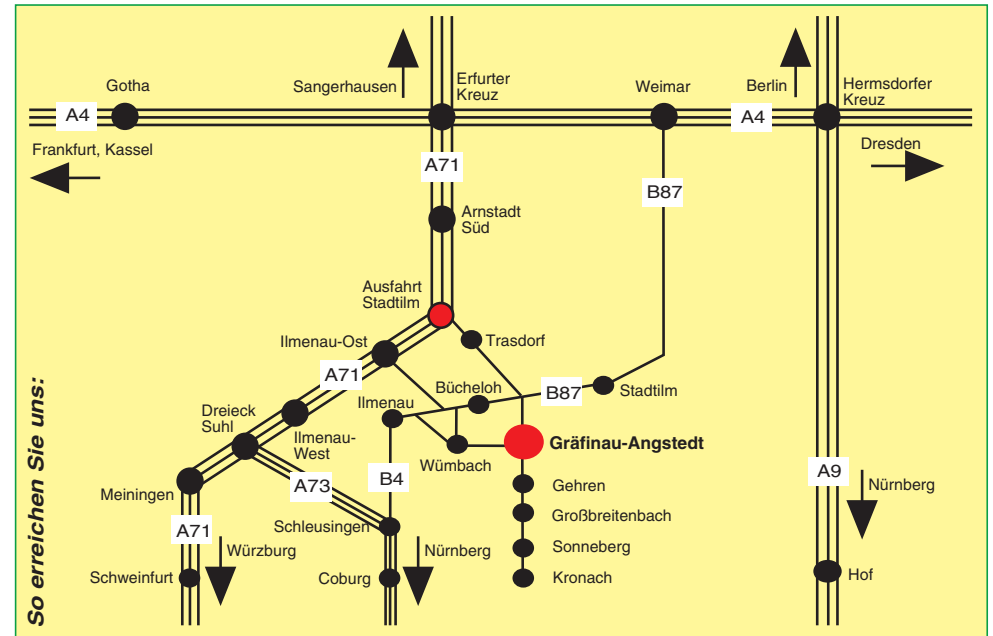 Gotha
Sangerhausen
Erfurter
Kreuz
Weimar
Berlin
Hermsdorfer
Kreuz
A4
A4
Frankfurt, Kassel
Dresden
A71
B87
Arnstadt
Süd
Ausfahrt
Stadtilm
Trasdorf
Ilmenau-Ost
A71
Bücheloh
B87
Stadtilm
Ilmenau
Dreieck
Suhl
Ilmenau-
West
Wümbach
Gräfinau-Angstedt
A73
B4
A9
Meiningen
Gehren
Nürnberg
Großbreitenbach
Schleusingen
A71
Würzburg
Nürnberg
Sonneberg
Schweinfurt
Coburg
Kronach
Hof
So erreichen Sie uns: